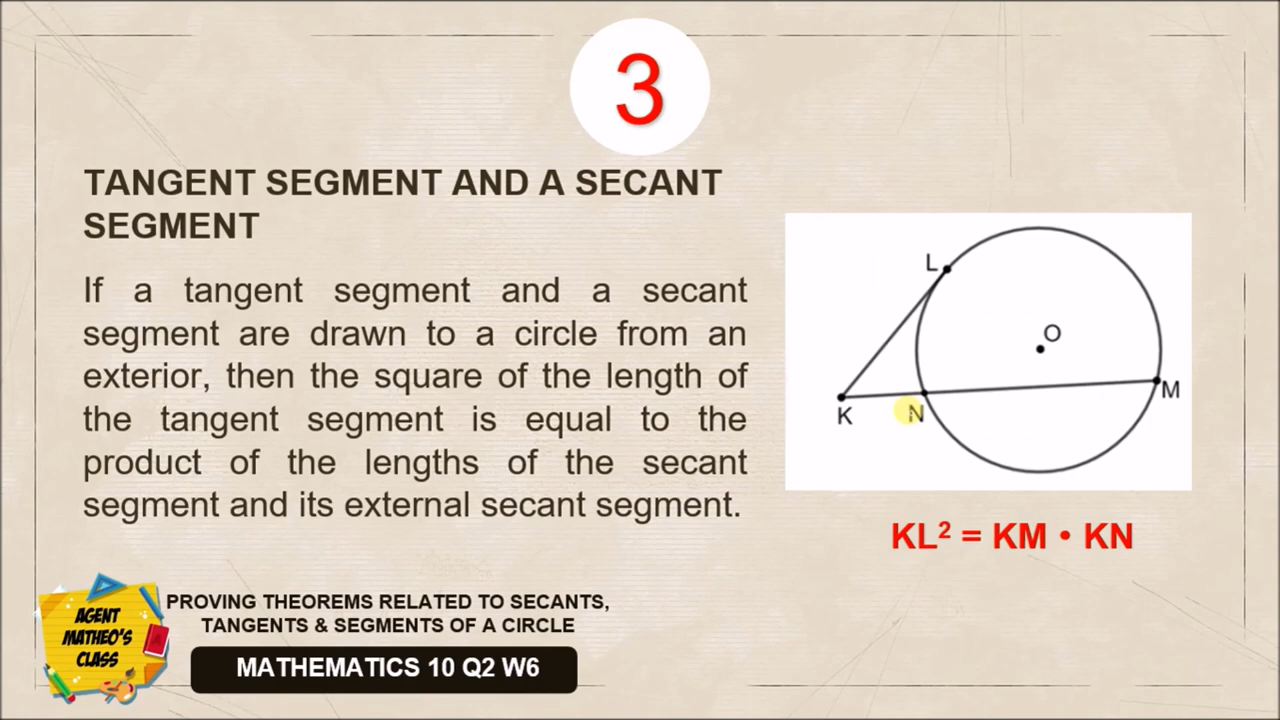 3
TANGENT SEGMENT AND A SECANT
SEGMENT
If a tangent segment and a secant
segment are drawn to a circle from an
exterior, then the square of the length of
the tangent segment is equal to the
product of the lengths of the secant
segment and its external secant segment.
L
O
K
N
M
KL² = KM • KN
AGENT
MATHEO'S
CLASS
PROVING THEOREMS RELATED TO SECANTS,
TANGENTS & SEGMENTS OF A CIRCLE
MATHEMATICS 10 Q2 W6